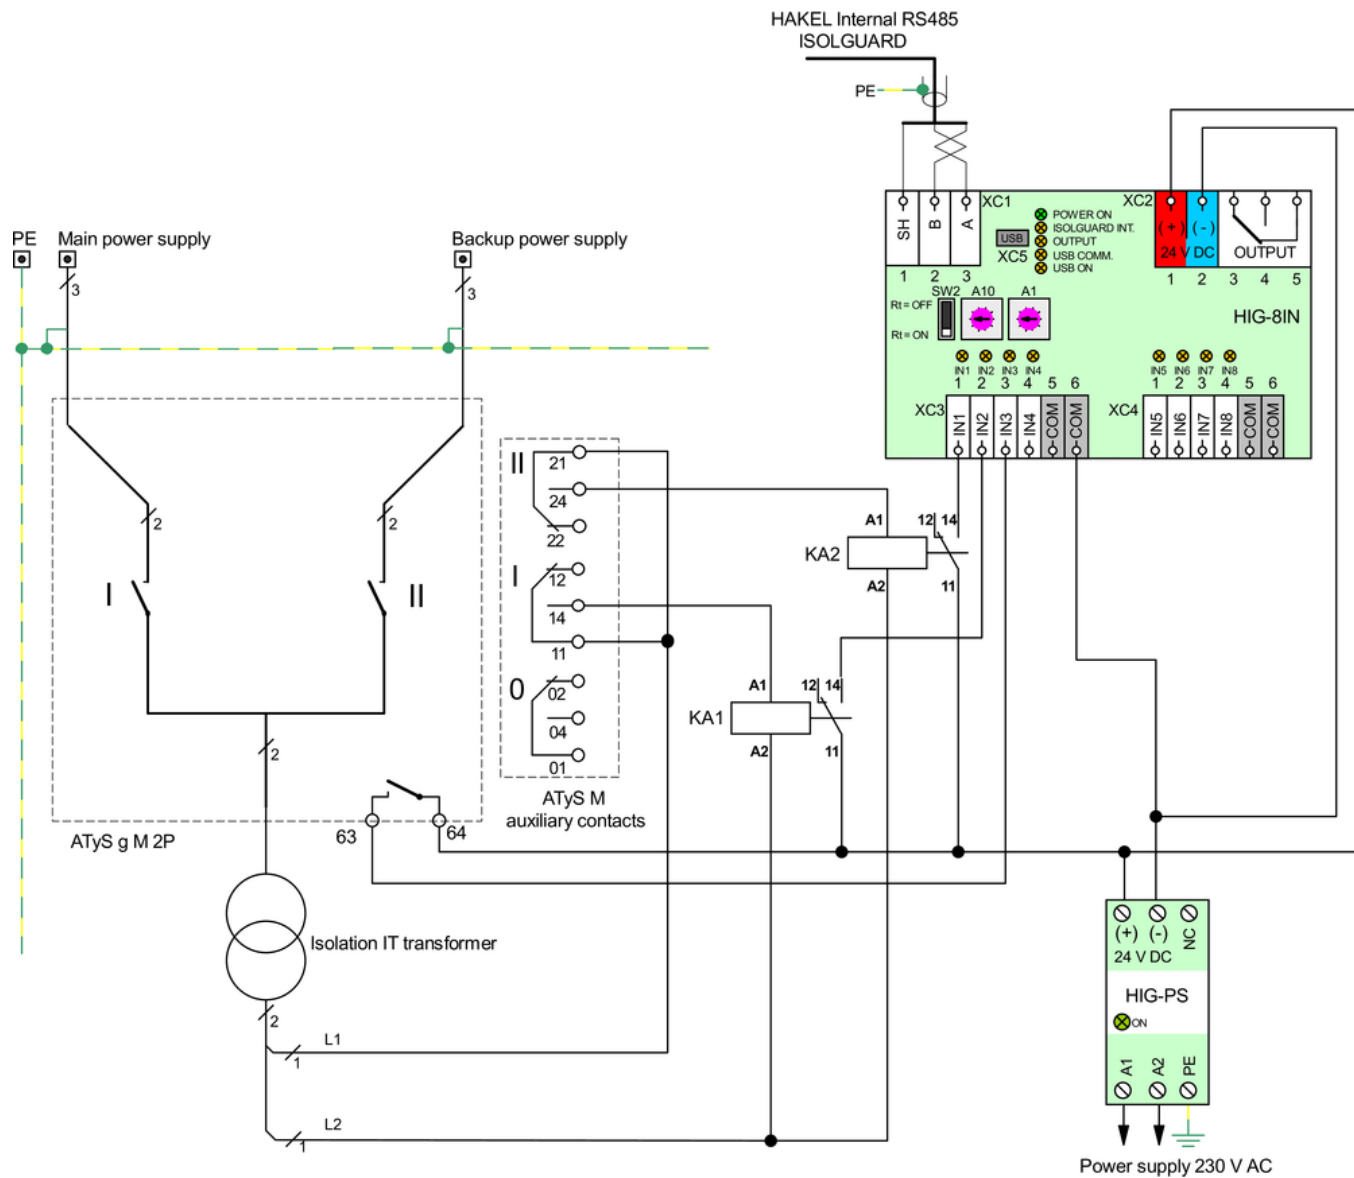 HAKEL Internal RS485
ISOLGUARD
PE
XC1
SH
B
A
1 2 3
USB
XC5
POWER ON
ISOLGUARD INT.
OUTPUT
USB COMM.
USB ON
XC2
(+) (-)
24 V DC
OUTPUT
1 2 3 4 5
SW2 A10 A1
Rt = OFF
Rt = ON
HIG-8IN
IN1 IN2 IN3 IN4
1 2 3 4 5 6
XC3
IN1 IN2 IN3 IN4 COM COM
IN5 IN6 IN7 IN8
1 2 3 4 5 6
XC4
IN5 IN6 IN7 IN8 COM COM
PE
Main power supply
Backup power supply
3
3
2
2
I
II
2
63
64
ATyS g M 2P
II
21
24
22
I
12
14
11
0
02
04
01
ATyS M
auxiliary contacts
A1
KA2
A2
12 14
11
A1
KA1
A2
12 14
11
Isolation IT transformer
2
L1
1
L2
1
(+) (-) NC
24 V DC
HIG-PS
ON
A1 A2 PE
Power supply 230 V AC